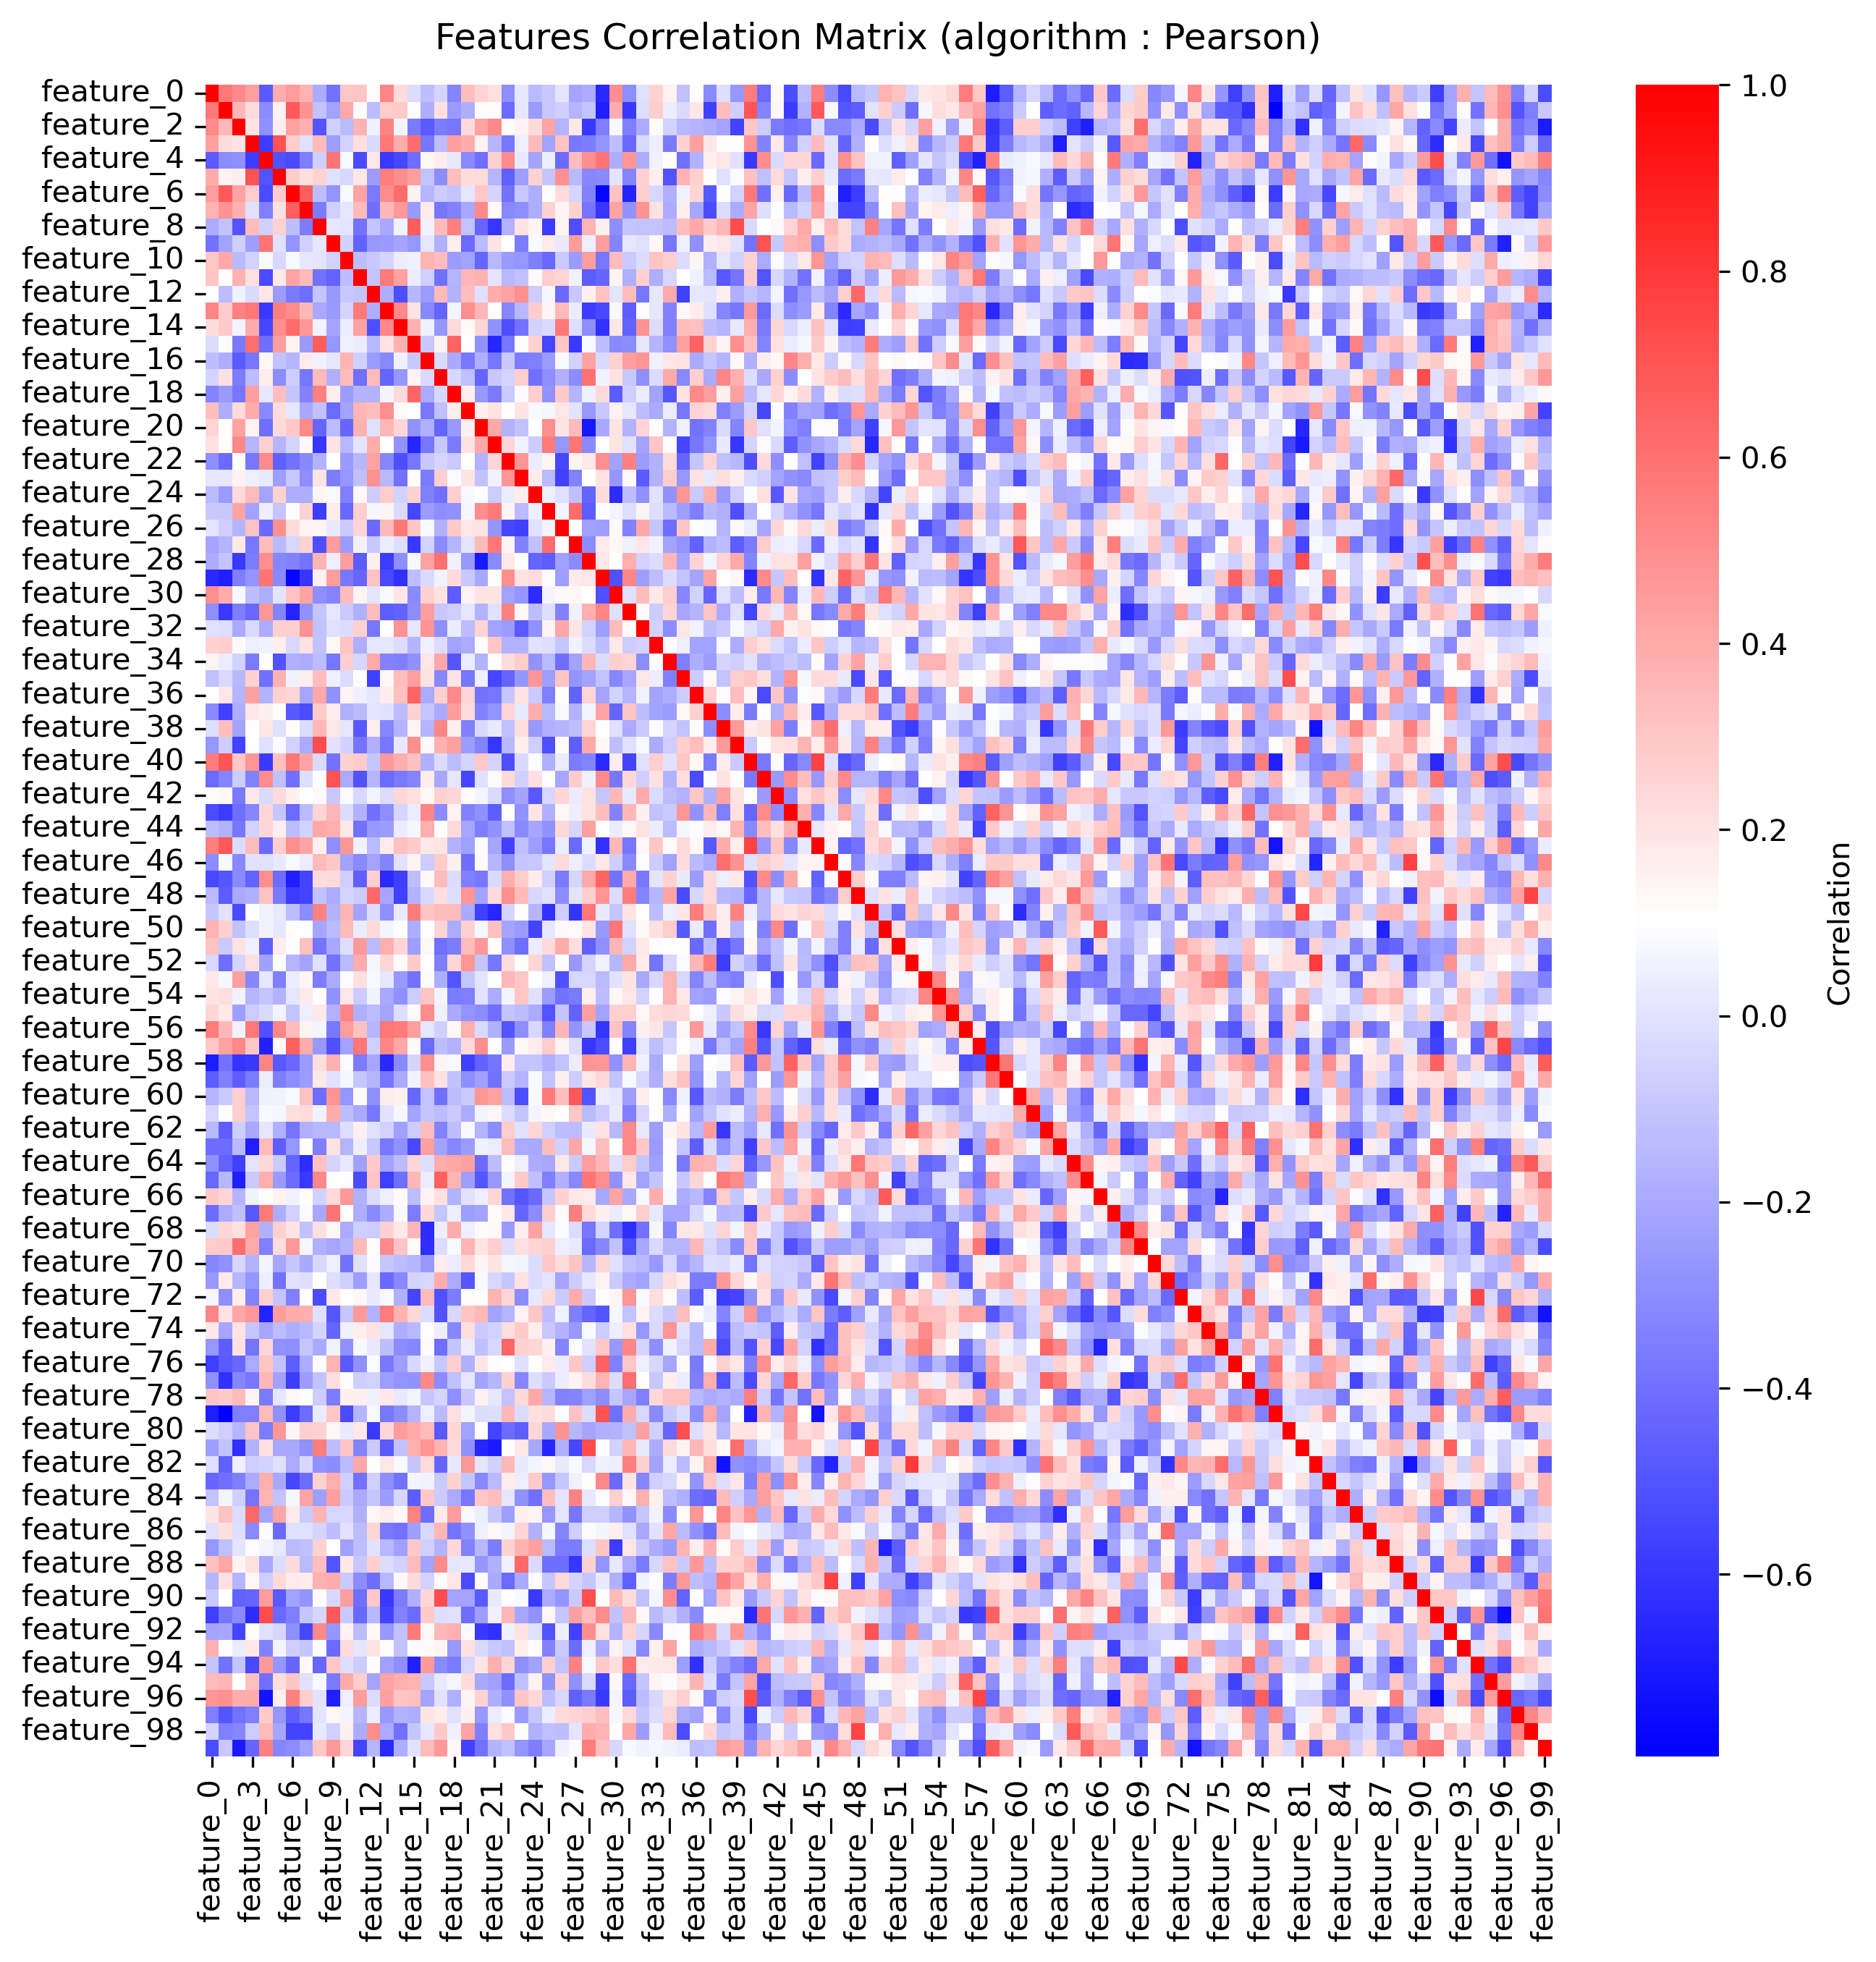 Features Correlation Matrix (algorithm : Pearson)
feature_0
feature_2
feature_4
feature_6
feature_8
feature_10
feature_12
feature_14
feature_16
feature_18
feature_20
feature_22
feature_24
feature_26
feature_28
feature_30
feature_32
feature_34
feature_36
feature_38
feature_40
feature_42
feature_44
feature_46
feature_48
feature_50
feature_52
feature_54
feature_56
feature_58
feature_60
feature_62
feature_64
feature_66
feature_68
feature_70
feature_72
feature_74
feature_76
feature_78
feature_80
feature_82
feature_84
feature_86
feature_88
feature_90
feature_92
feature_94
feature_96
feature_98
feature_0
feature_3
feature_6
feature_9
feature_12
feature_15
feature_18
feature_21
feature_24
feature_27
feature_30
feature_33
feature_36
feature_39
feature_42
feature_45
feature_48
feature_51
feature_54
feature_57
feature_60
feature_63
feature_66
feature_69
feature_72
feature_75
feature_78
feature_81
feature_84
feature_87
feature_90
feature_93
feature_96
feature_99
1.0
0.8
0.6
0.4
0.2
0.0
−0.2
−0.4
−0.6
Correlation